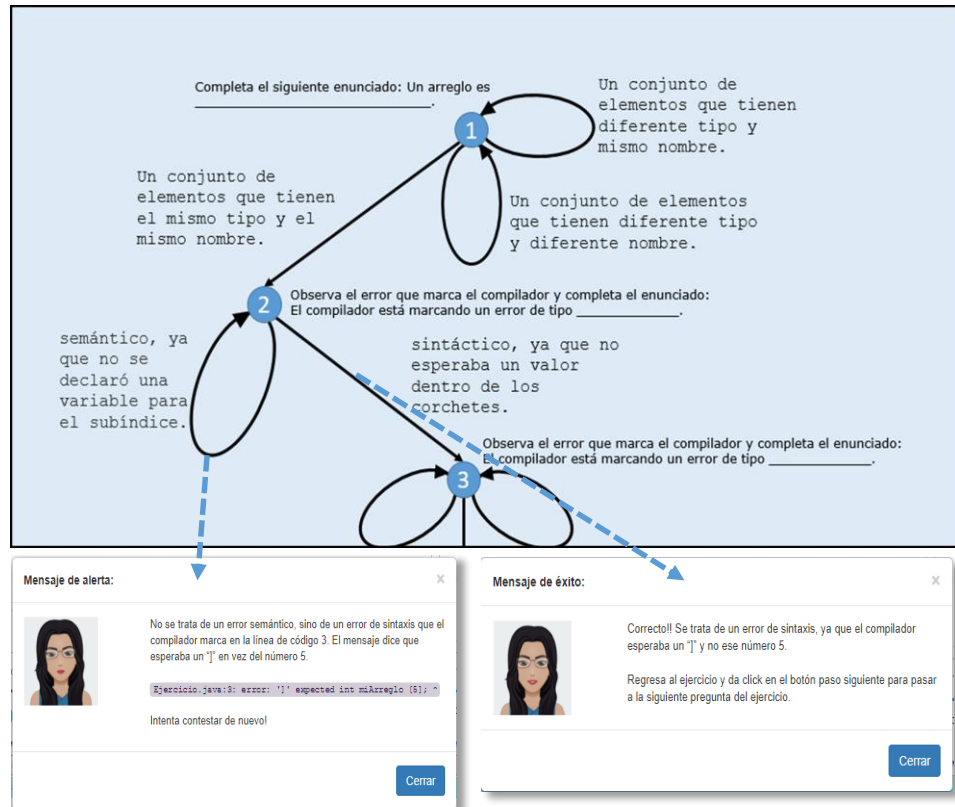 Completa el siguiente enunciado: Un arreglo es
______________________________.
Un conjunto de
elementos que tienen
diferente tipo y
mismo nombre.
1
Un conjunto de
elementos que tienen
el mismo tipo y el
mismo nombre.
Un conjunto de elementos
que tienen diferente tipo
y diferente nombre.
2
Observa el error que marca el compilador y completa el enunciado:
El compilador está marcando un error de tipo _____________.
semántico, ya
que no se
declaró una
variable para
el subíndice.
sintáctico, ya que no
esperaba un valor
dentro de los
corchetes.
Observa el error que marca el compilador y completa el enunciado:
El compilador está marcando un error de tipo _____________.
3
Mensaje de alerta:
x
No se trata de un error semántico, sino de un error de sintaxis que el
compilador marca en la línea de código 3. El mensaje dice que
esperaba un "]" en vez del número 5.
Ejercicio.java:3: error: ']' expected int miArreglo [5]; ^
Intenta contestar de nuevo!
Cerrar
Mensaje de éxito:
x
Correcto!! Se trata de un error de sintaxis, ya que el compilador
esperaba un "]" y no ese número 5.
Regresa al ejercicio y da click en el botón paso siguiente para pasar
a la siguiente pregunta del ejercicio.
Cerrar